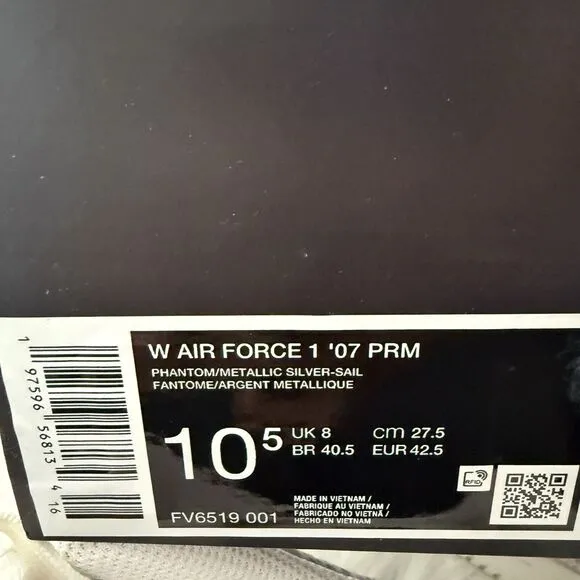 W AIR FORCE 1 '07 PRM
PHANTOM/METALLIC SILVER-SAIL
FANTOME/ARGENT METALLIQUE
10⁵
UK 8 cm 27.5
BR 40.5 EUR 42.5
RFID
MADE IN VIETNAM /
FABRIQUE AU VIETNAM /
FABRICADO NO VIETNÃ /
HECHO EN VIETNAM
FV6519 001
1 97596 56813 4 16